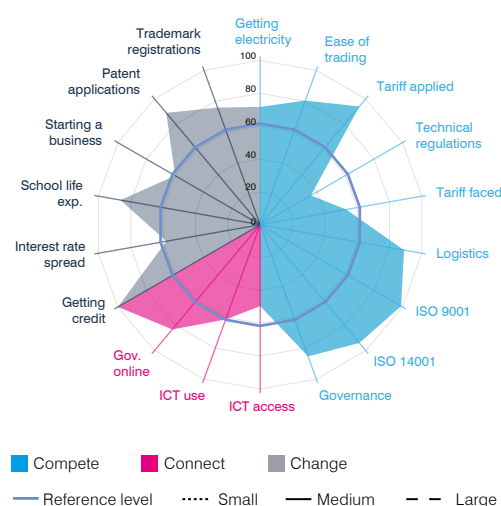 Getting
electricity
Ease of
trading
Tariff applied
Technical
regulations
Tariff faced
Logistics
ISO 9001
ISO 14001
Governance
ICT access
ICT use
Gov.
online
Getting
credit
Interest rate
spread
School life
exp.
Starting a
business
Patent
applications
Trademark
registrations
100
80
60
40
20
0
Compete
Connect
Change
Reference level
Small
Medium
Large